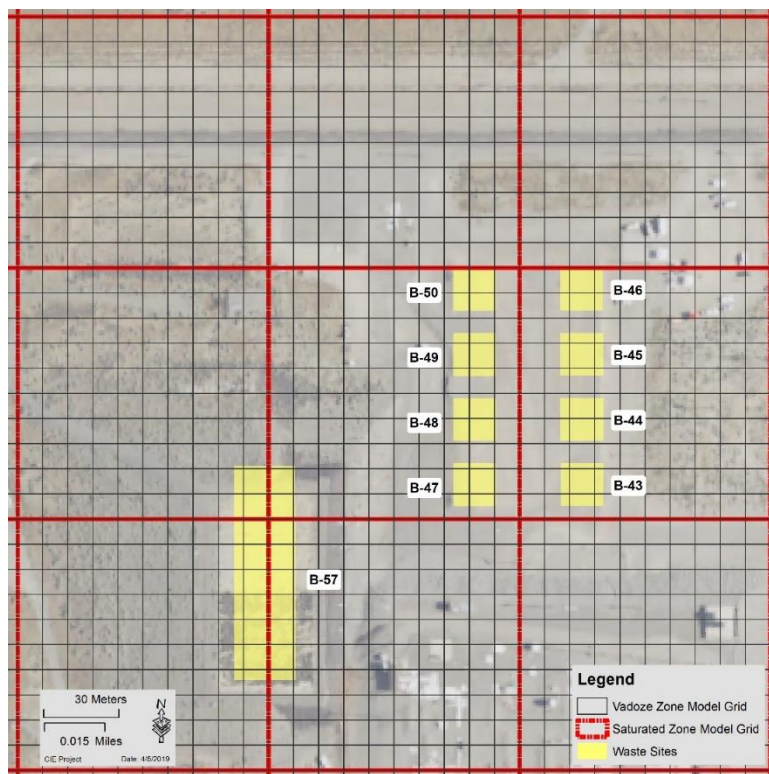 B-50
B-46
B-49
B-45
B-48
B-44
B-47
B-43
B-57
Legend
Vadoze Zone Model Grid
Saturated Zone Model Grid
Waste Sites
30 Meters
N
0.015 Miles
CIE Project Date: 4/5/2019